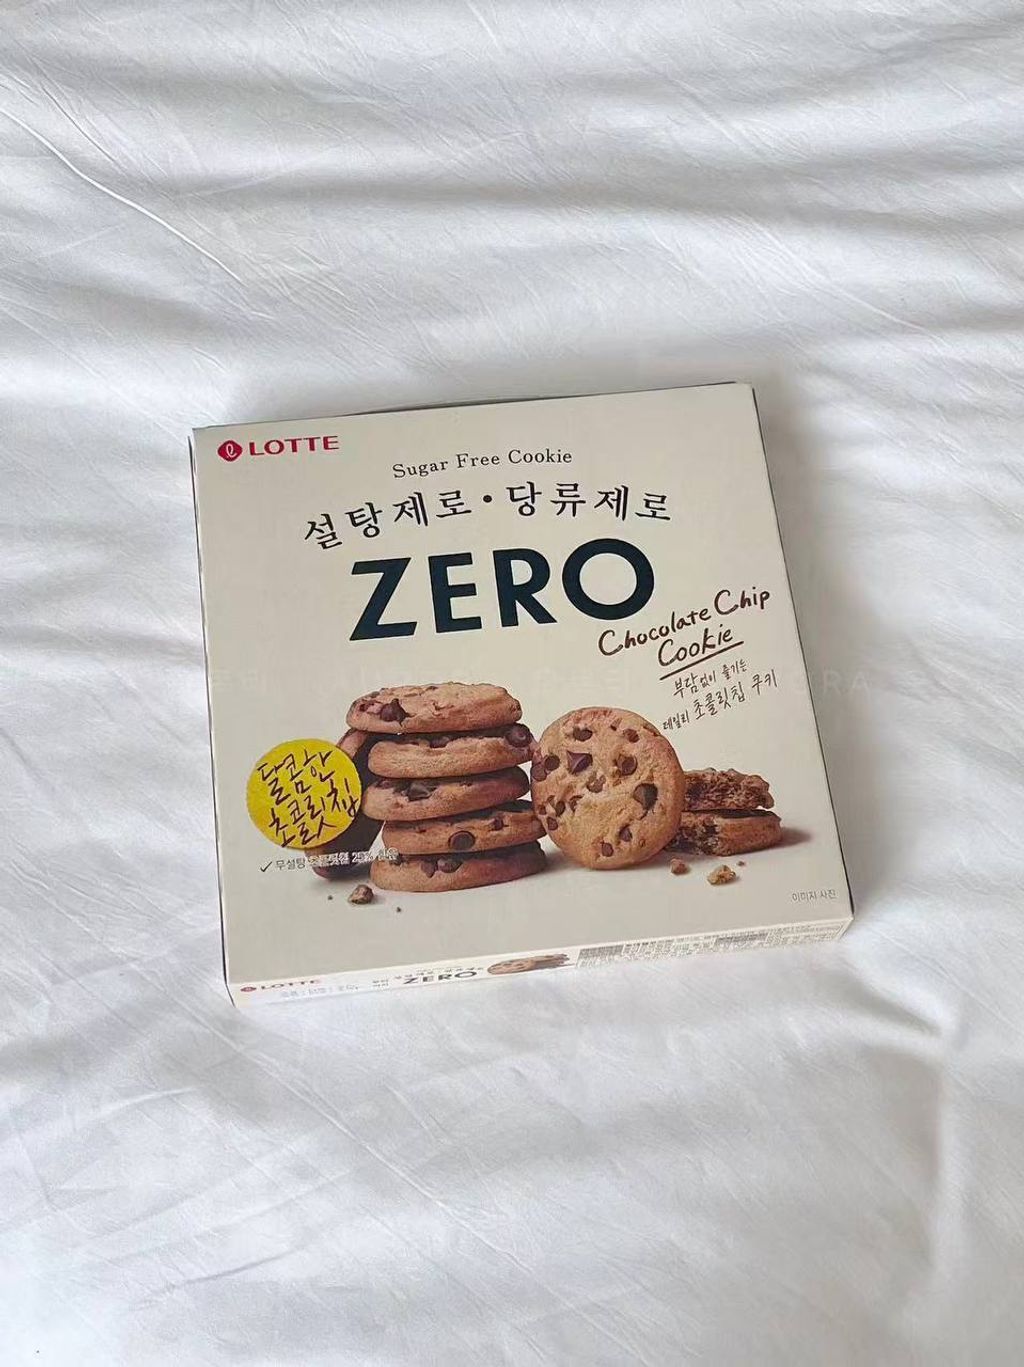 LOTTE
Sugar Free Cookie
설탕제로·당류제로
ZERO
Chocolate Chip
Cookie
부담없이 즐기는
데일리 초콜릿칩 쿠키
달콤한
초콜릿칩
✓무설탕
이미지 사진
LOTTE
ZERO